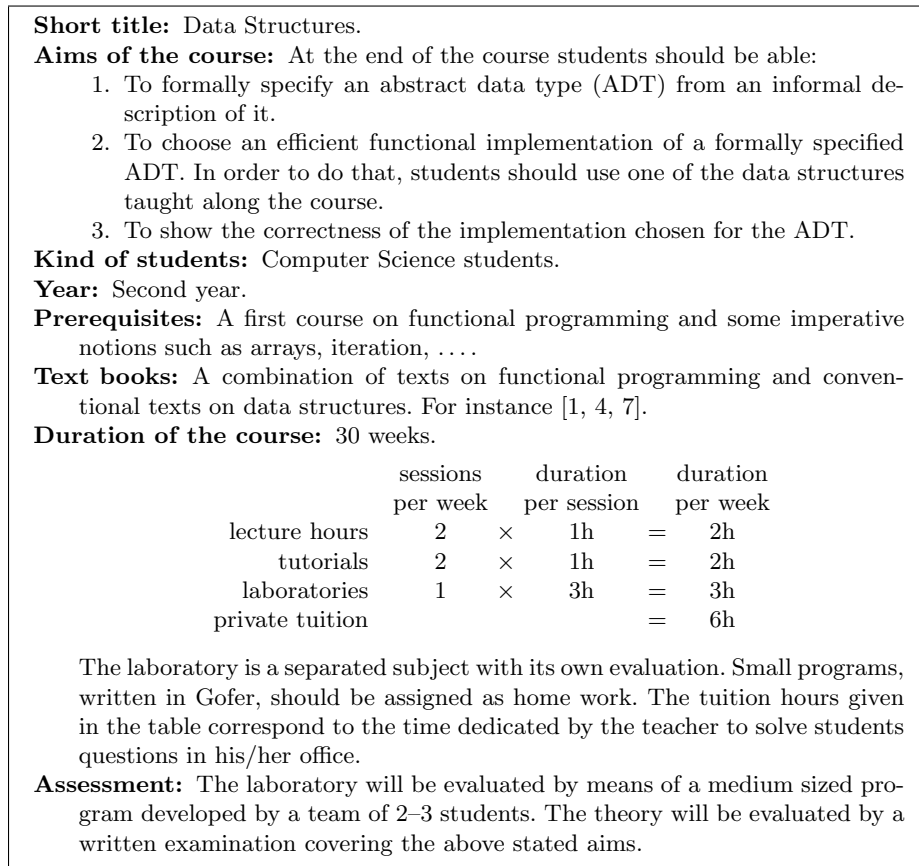 Short title: Data Structures.
Aims of the course: At the end of the course students should be able:
1. To formally specify an abstract data type (ADT) from an informal de-
scription of it.
2. To choose an efficient functional implementation of a formally specified
ADT. In order to do that, students should use one of the data structures
taught along the course.
3. To show the correctness of the implementation chosen for the ADT.
Kind of students: Computer Science students.
Year: Second year.
Prerequisites: A first course on functional programming and some imperative
notions such as arrays, iteration, . . . .
Text books: A combination of texts on functional programming and conven-
tional texts on data structures. For instance [1, 4, 7].
Duration of the course: 30 weeks.
sessions duration duration
per week per session per week
lecture hours 2 × 1h = 2h
tutorials 2 × 1h = 2h
laboratories 1 × 3h = 3h
private tuition = 6h
The laboratory is a separated subject with its own evaluation. Small programs,
written in Gofer, should be assigned as home work. The tuition hours given
in the table correspond to the time dedicated by the teacher to solve students
questions in his/her office.
Assessment: The laboratory will be evaluated by means of a medium sized pro-
gram developed by a team of 2–3 students. The theory will be evaluated by a
written examination covering the above stated aims.